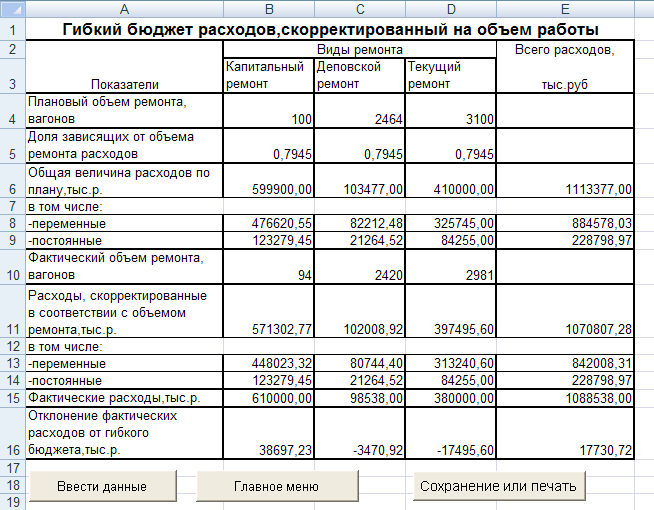 A B C D E
1 Гибкий бюджет расходов,скорректированный на объем работы
2 Виды ремонта Всего расходов,
Капитальный Деповской Текущий
3 Показатели ремонт ремонт ремонт тыс.руб
Плановый объем ремонта,
4 вагонов 100 2464 3100
Доля зависящих от объема
5 ремонта расходов 0,7945 0,7945 0,7945
Общая величина расходов по
6 плану,тыс.р. 599900,00 103477,00 410000,00 1113377,00
7 в том числе:
8 -переменные 476620,55 82212,48 325745,00 884578,03
9 -постоянные 123279,45 21264,52 84255,00 228798,97
Фактический объем ремонта,
10 вагонов 94 2420 2981
Расходы, скорректированные
в соответствии с объемом
11 ремонта,тыс.р. 571302,77 102008,92 397495,60 1070807,28
12 в том числе:
13 -переменные 448023,32 80744,40 313240,60 842008,31
14 -постоянные 123279,45 21264,52 84255,00 228798,97
15 Фактические расходы,тыс.р. 610000,00 98538,00 380000,00 1088538,00
Отклонение фактических
расходов от гибкого
16 бюджета,тыс.р. 38697,23 -3470,92 -17495,60 17730,72
17
18 Ввести данные Главное меню Сохранение или печать
19